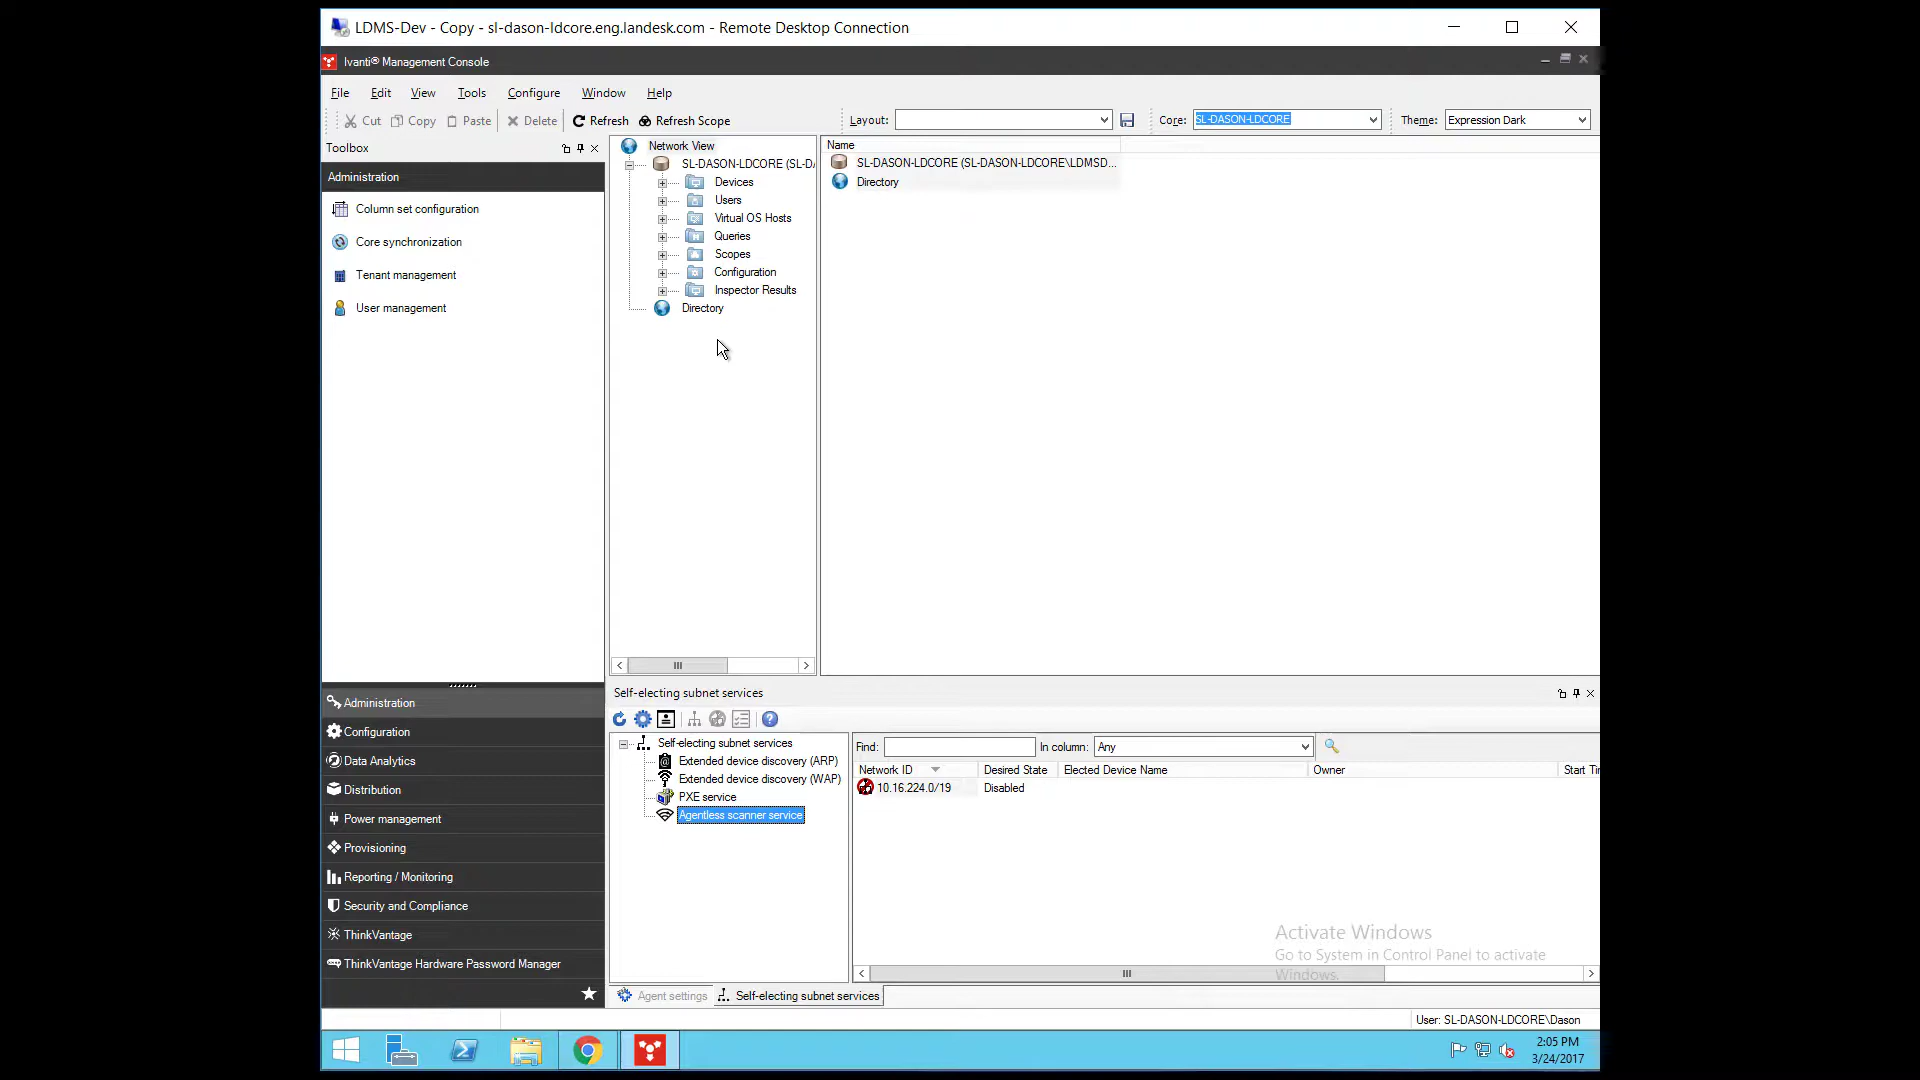 LDMS-Dev - Copy - sl-dason-ldcore.eng.landesk.com - Remote Desktop Connection
Ivanti® Management Console
File Edit View Tools Configure Window Help
Cut Copy Paste Delete Refresh Refresh Scope Layout: Core: SL-DASON-LDCORE Theme: Expression Dark
Toolbox
Administration
Column set configuration
Core synchronization
Tenant management
User management
Network View
SL-DASON-LDCORE (SL-DA
Devices
Users
Virtual OS Hosts
Queries
Scopes
Configuration
Inspector Results
Directory
Name
SL-DASON-LDCORE (SL-DASON-LDCORE\LDMSD...
Directory
Administration
Configuration
Data Analytics
Distribution
Power management
Provisioning
Reporting / Monitoring
Security and Compliance
ThinkVantage
ThinkVantage Hardware Password Manager
Self-electing subnet services
Self-electing subnet services
Extended device discovery (ARP)
Extended device discovery (WAP)
PXE service
Agentless scanner service
Find: In column: Any
Network ID Desired State Elected Device Name Owner Start Tir
10.16.224.0/19 Disabled
Activate Windows
Go to System in Control Panel to activate
Windows.
Agent settings Self-electing subnet services
User: SL-DASON-LDCORE\Dason
2:05 PM
3/24/2017